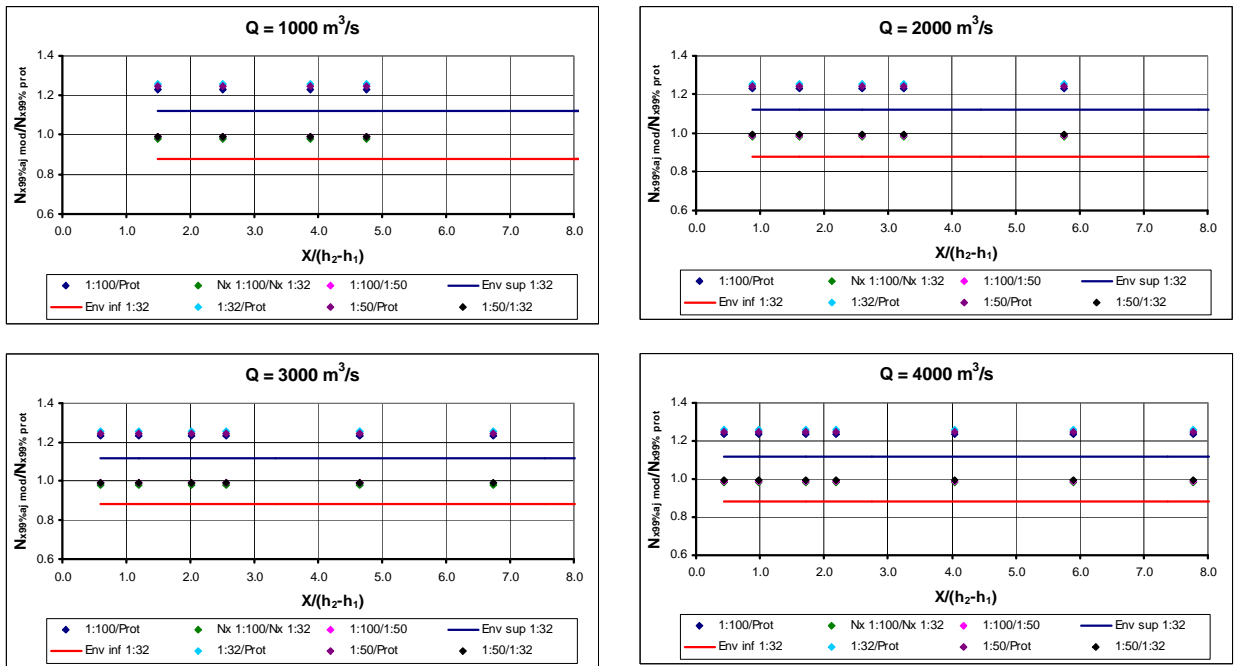 Q = 1000 m³/s
Nx99%aj mod/Nx99% prot
1.4
1.2
1.0
0.8
0.6
0.0 1.0 2.0 3.0 4.0 5.0 6.0 7.0 8.0
X/(h₂-h₁)
1:100/Prot Nx 1:100/Nx 1:32 1:100/1:50 Env sup 1:32
Env inf 1:32 1:32/Prot 1:50/Prot 1:50/1:32
Q = 2000 m³/s
Nx99%aj mod/Nx99% prot
1.4
1.2
1.0
0.8
0.6
0.0 1.0 2.0 3.0 4.0 5.0 6.0 7.0 8.0
X/(h₂-h₁)
1:100/Prot Nx 1:100/Nx 1:32 1:100/1:50 Env sup 1:32
Env inf 1:32 1:32/Prot 1:50/Prot 1:50/1:32
Q = 3000 m³/s
Nx99%aj mod/Nx99% prot
1.4
1.2
1.0
0.8
0.6
0.0 1.0 2.0 3.0 4.0 5.0 6.0 7.0 8.0
X/(h₂-h₁)
1:100/Prot Nx 1:100/Nx 1:32 1:100/1:50 Env sup 1:32
Env inf 1:32 1:32/Prot 1:50/Prot 1:50/1:32
Q = 4000 m³/s
Nx99%aj mod/Nx99% prot
1.4
1.2
1.0
0.8
0.6
0.0 1.0 2.0 3.0 4.0 5.0 6.0 7.0 8.0
X/(h₂-h₁)
1:100/Prot Nx 1:100/Nx 1:32 1:100/1:50 Env sup 1:32
Env inf 1:32 1:32/Prot 1:50/Prot 1:50/1:32